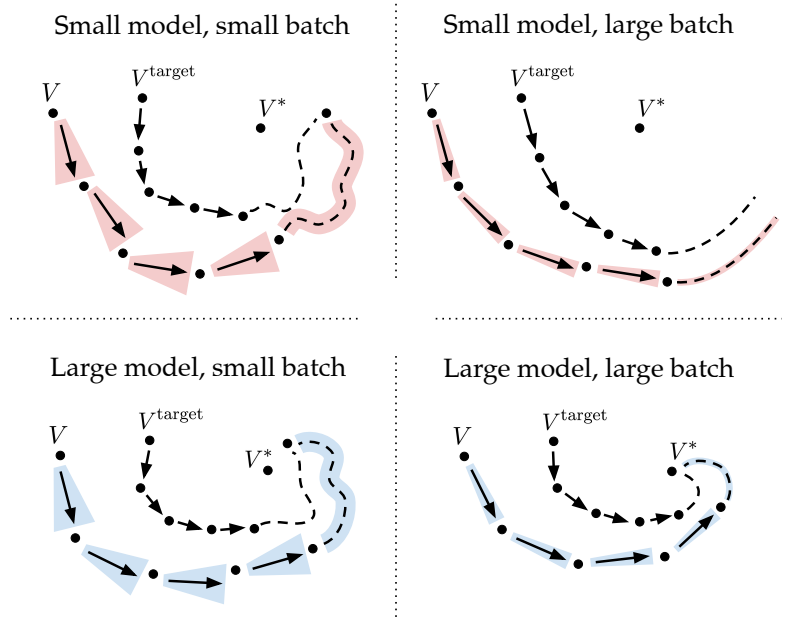 Small model, small batch
V
V^target
V^*
Small model, large batch
V
V^target
V^*
Large model, small batch
V
V^target
V^*
Large model, large batch
V
V^target
V^*